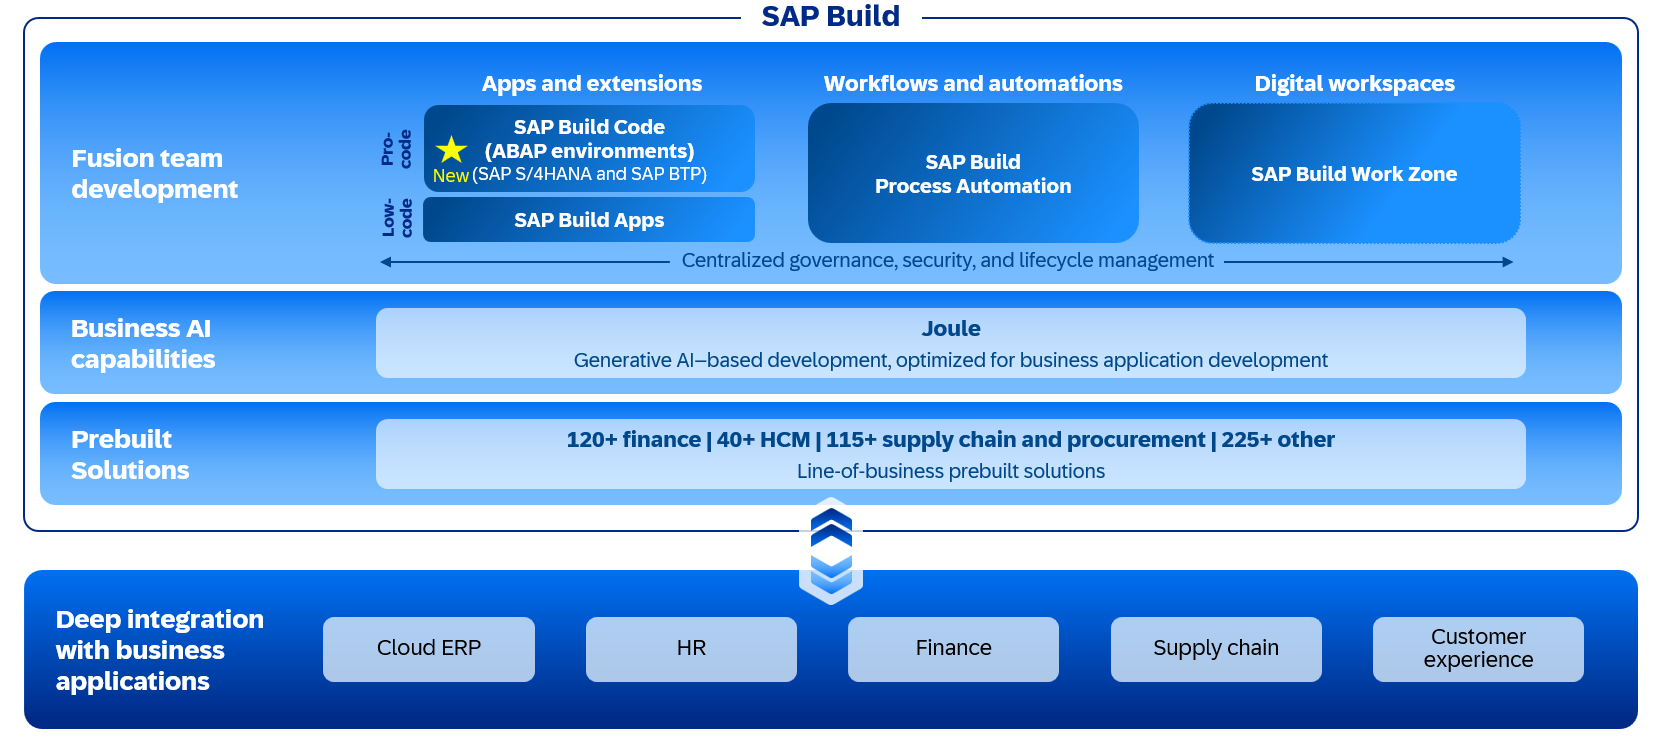 SAP Build
Fusion team
development
Apps and extensions
Pro-
code
SAP Build Code
(ABAP environments)
New (SAP S/4HANA and SAP BTP)
Low-
code
SAP Build Apps
Workflows and automations
SAP Build
Process Automation
Digital workspaces
SAP Build Work Zone
Centralized governance, security, and lifecycle management
Business AI
capabilities
Joule
Generative AI–based development, optimized for business application development
Prebuilt
Solutions
120+ finance | 40+ HCM | 115+ supply chain and procurement | 225+ other
Line-of-business prebuilt solutions
Deep integration
with business
applications
Cloud ERP
HR
Finance
Supply chain
Customer
experience